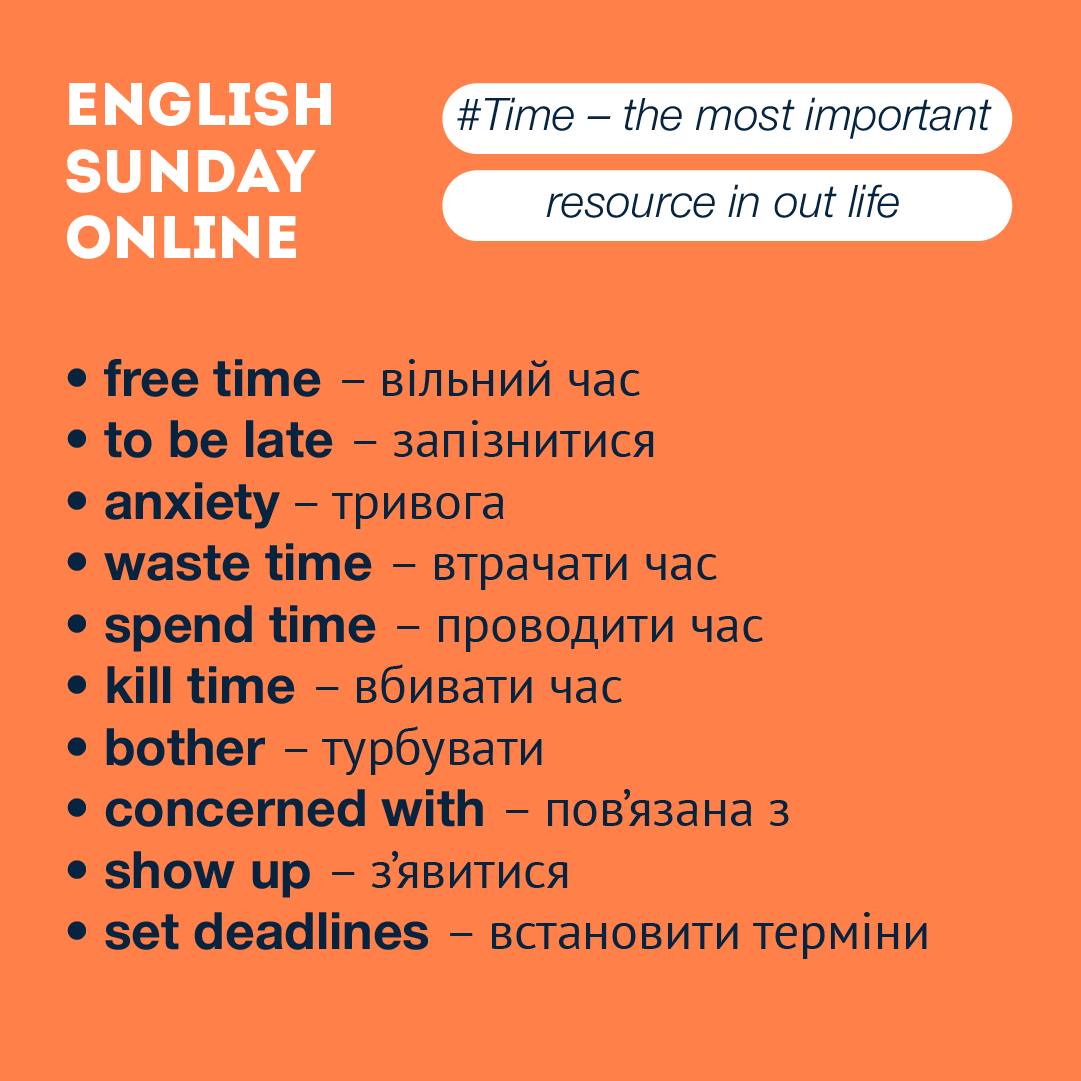 ENGLISH
SUNDAY
ONLINE
#Time – the most important
resource in out life
• free time – вільний час
• to be late – запізнитися
• anxiety – тривога
• waste time – втрачати час
• spend time – проводити час
• kill time – вбивати час
• bother – турбувати
• concerned with – пов’язана з
• show up – з’явитися
• set deadlines – встановити терміни